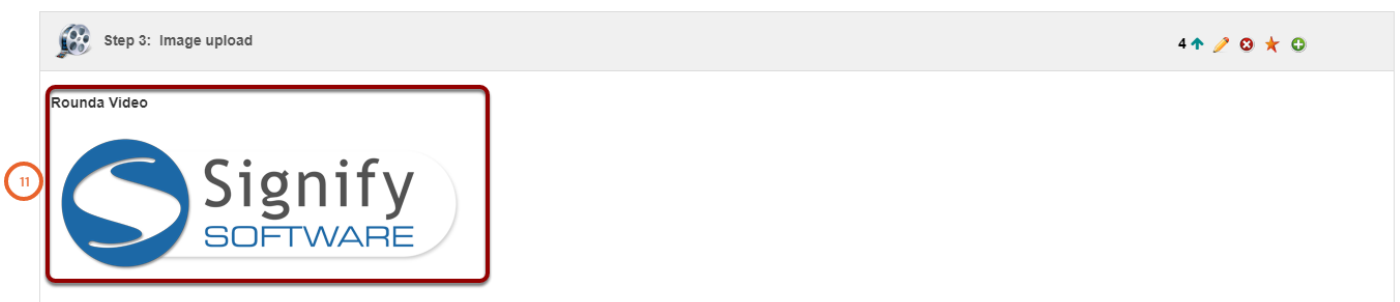 Step 3: Image upload
4
Rounda Video
11
Signify
SOFTWARE